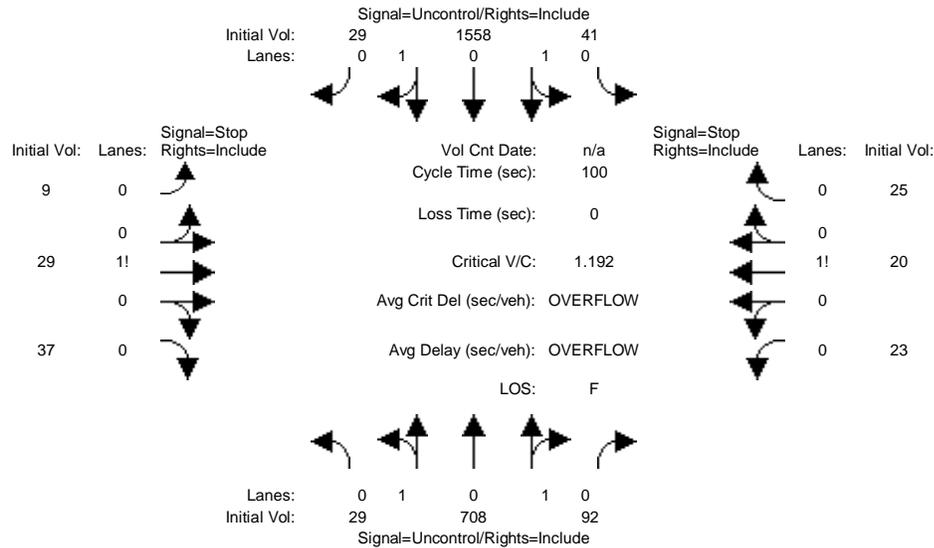 Signal=Uncontrol/Rights=Include
Initial Vol: 29 1558 41
Lanes: 0 1 0 1 0
Signal=Stop Signal=Stop
Initial Vol: Lanes: Rights=Include Vol Cnt Date: n/a Rights=Include Lanes: Initial Vol:
Cycle Time (sec): 100
9 0 0 25
Loss Time (sec): 0
0 0
29 1! Critical V/C: 1.192 1! 20
0 Avg Crit Del (sec/veh): OVERFLOW 0
37 0 Avg Delay (sec/veh): OVERFLOW 0 23
LOS: F
Lanes: 0 1 0 1 0
Initial Vol: 29 708 92
Signal=Uncontrol/Rights=Include